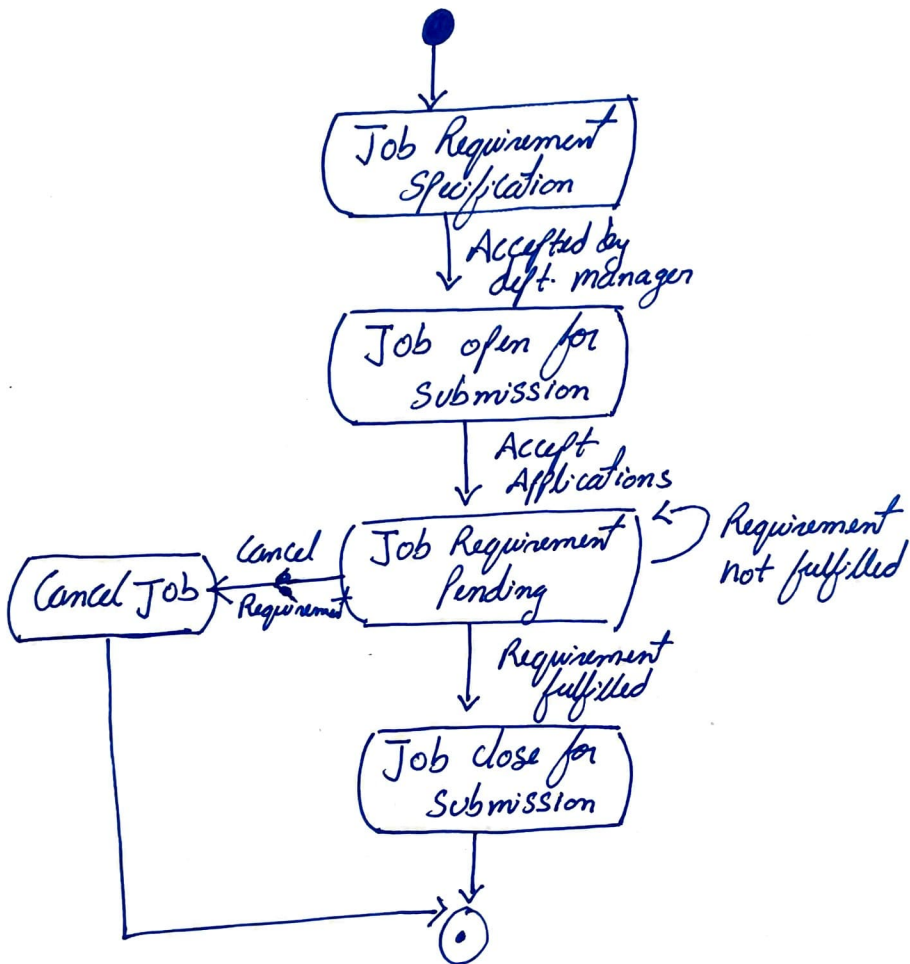 Job Requirement
Specification
Accepted by
deft. manager
Job open for
Submission
Accept
Applications
Job Requirement
Pending
Requirement
not fulfilled
Cancel
Requirement
Cancel Job
Requirement
fulfilled
Job close for
Submission